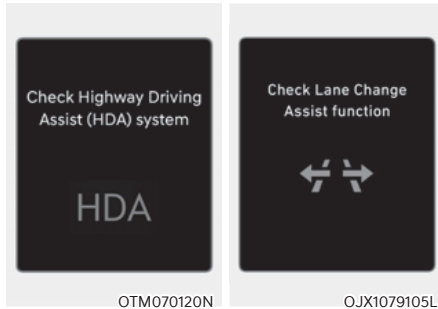 Check Highway Driving
Assist (HDA) system
HDA
OTM070120N
Check Lane Change
Assist function
OJX1079105L